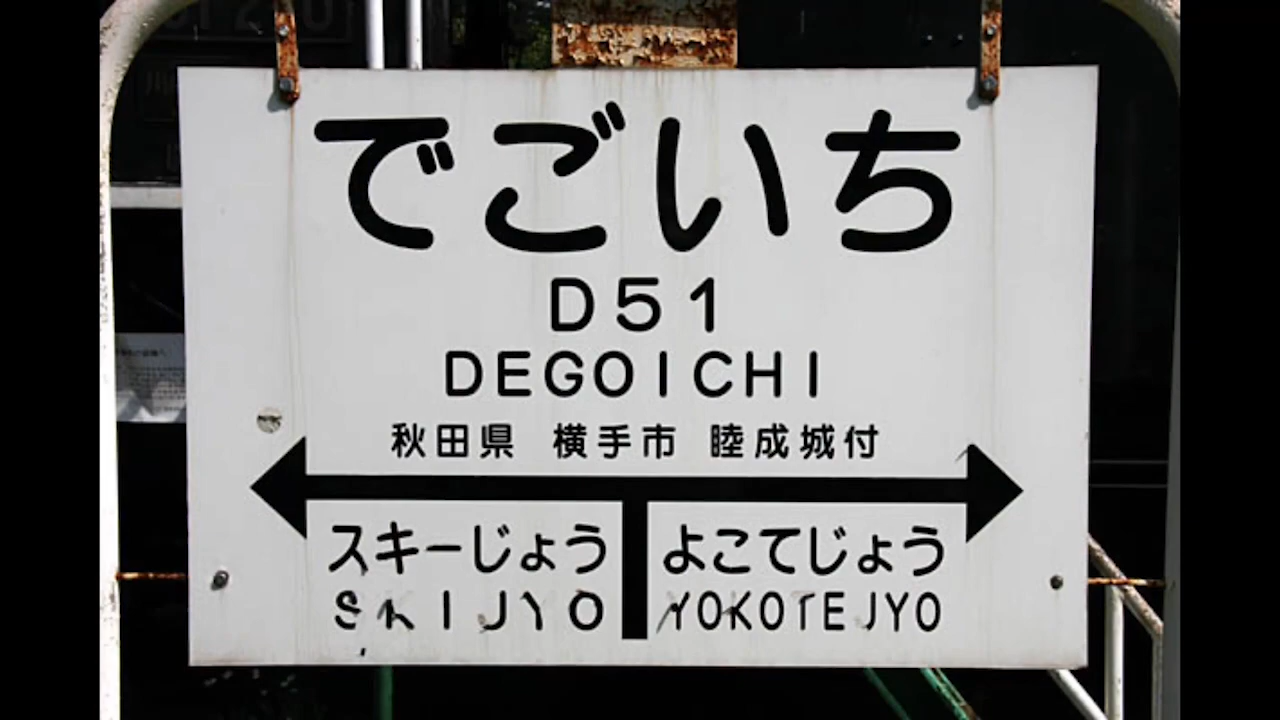 でごいち
D51
DEGOICHI
秋田県 横手市 睦成城付
スキーじょう よこてじょう
SKIJYO YOKOTEJYO